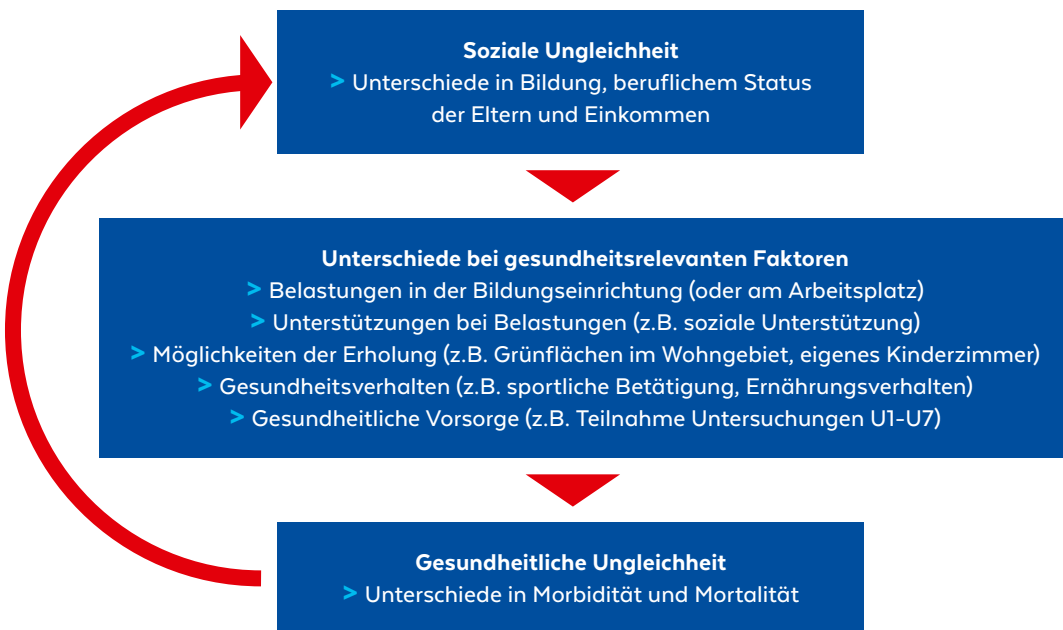 Soziale Ungleichheit
> Unterschiede in Bildung, beruflichem Status
der Eltern und Einkommen
Unterschiede bei gesundheitsrelevanten Faktoren
> Belastungen in der Bildungseinrichtung (oder am Arbeitsplatz)
> Unterstützungen bei Belastungen (z.B. soziale Unterstützung)
> Möglichkeiten der Erholung (z.B. Grünflächen im Wohngebiet, eigenes Kinderzimmer)
> Gesundheitsverhalten (z.B. sportliche Betätigung, Ernährungsverhalten)
> Gesundheitliche Vorsorge (z.B. Teilnahme Untersuchungen U1-U7)
Gesundheitliche Ungleichheit
> Unterschiede in Morbidität und Mortalität